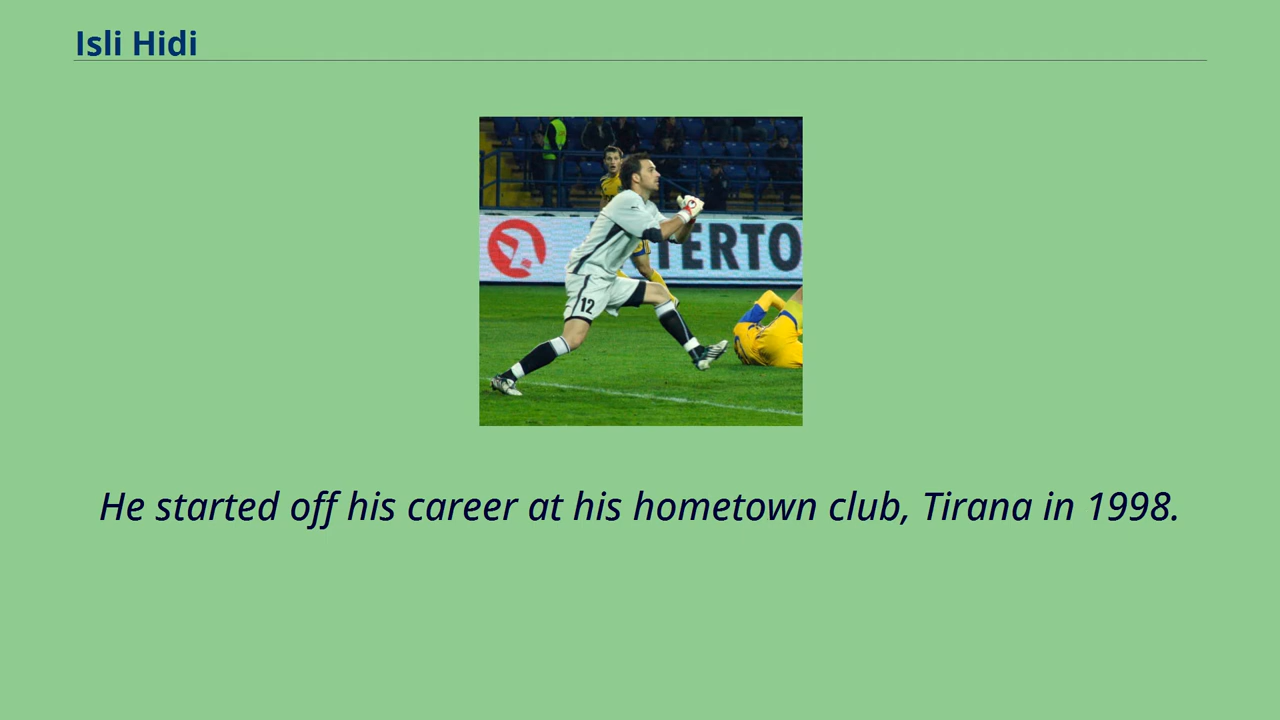 Isli Hidi
TERTO
12
He started off his career at his hometown club, Tirana in 1998.